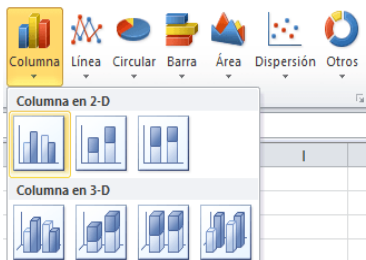 Columna Línea Circular Barra Área Dispersión Otros
Columna en 2-D
I
Columna en 3-D